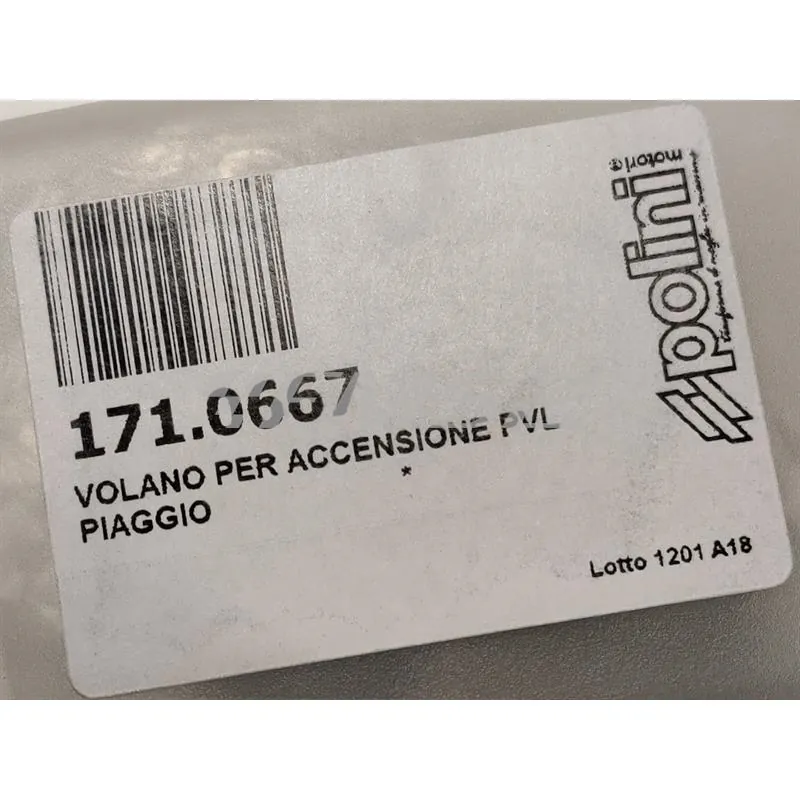 171.0667
VOLANO PER ACCENSIONE PVL
PIAGGIO
*
Lotto 1201 A18
polini
motori®